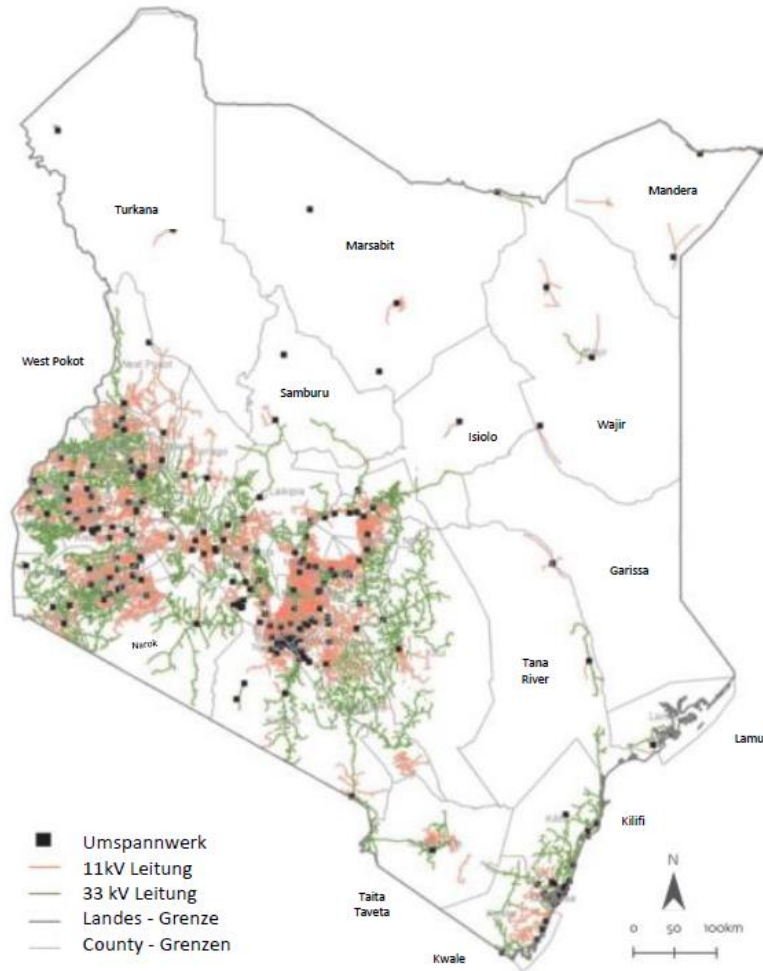 Turkana
Mandera
Marsabit
West Pokot
Samburu
Isiolo
Wajir
Garissa
Narok
Tana
River
Lamu
Kilifi
Taita
Taveta
Kwale
Umspannwerk
11kV Leitung
33 kV Leitung
Landes - Grenze
County - Grenzen
N
0 50 100km